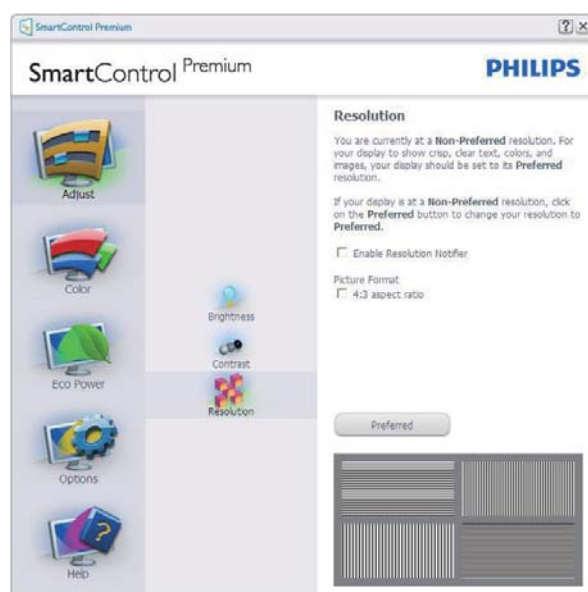 SmartControl Premium
SmartControl Premium
PHILIPS
Adjust
Color
Eco Power
Options
Help
Brightness
Contrast
Resolution
Resolution
You are currently at a Non-Preferred resolution. For
your display to show crisp, clear text, colors, and
images, your display should be set to its Preferred
resolution.
If your display is at a Non-Preferred resolution, click
on the Preferred button to change your resolution to
Preferred.
Enable Resolution Notifier
Picture Format
4:3 aspect ratio
Preferred